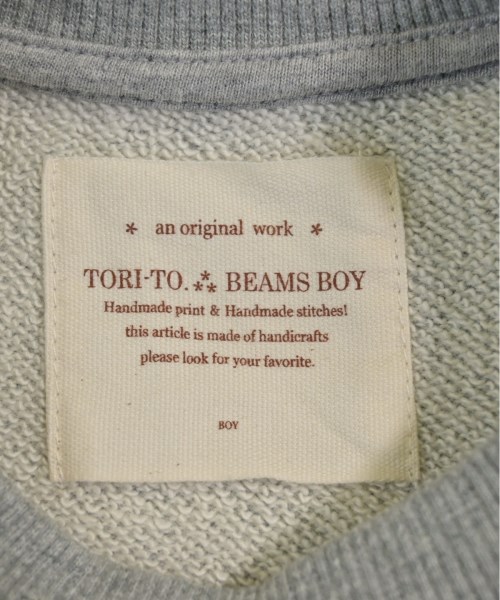 * an original work *
TORI-TO.⁂ BEAMS BOY
Handmade print & Handmade stitches!
this article is made of handicrafts
please look for your favorite.
BOY